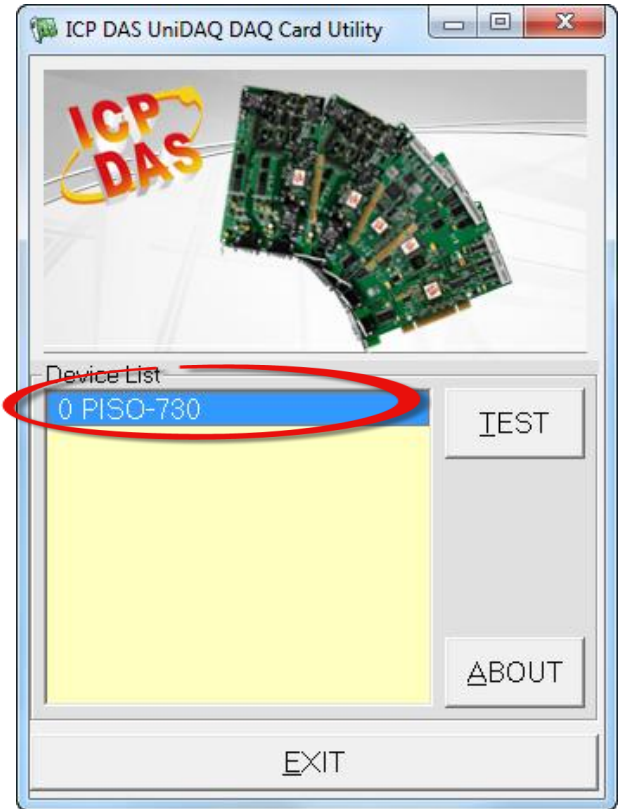 ICP DAS UniDAQ DAQ Card Utility
ICP
DAS
Device List
0 PISO-730
TEST
ABOUT
EXIT